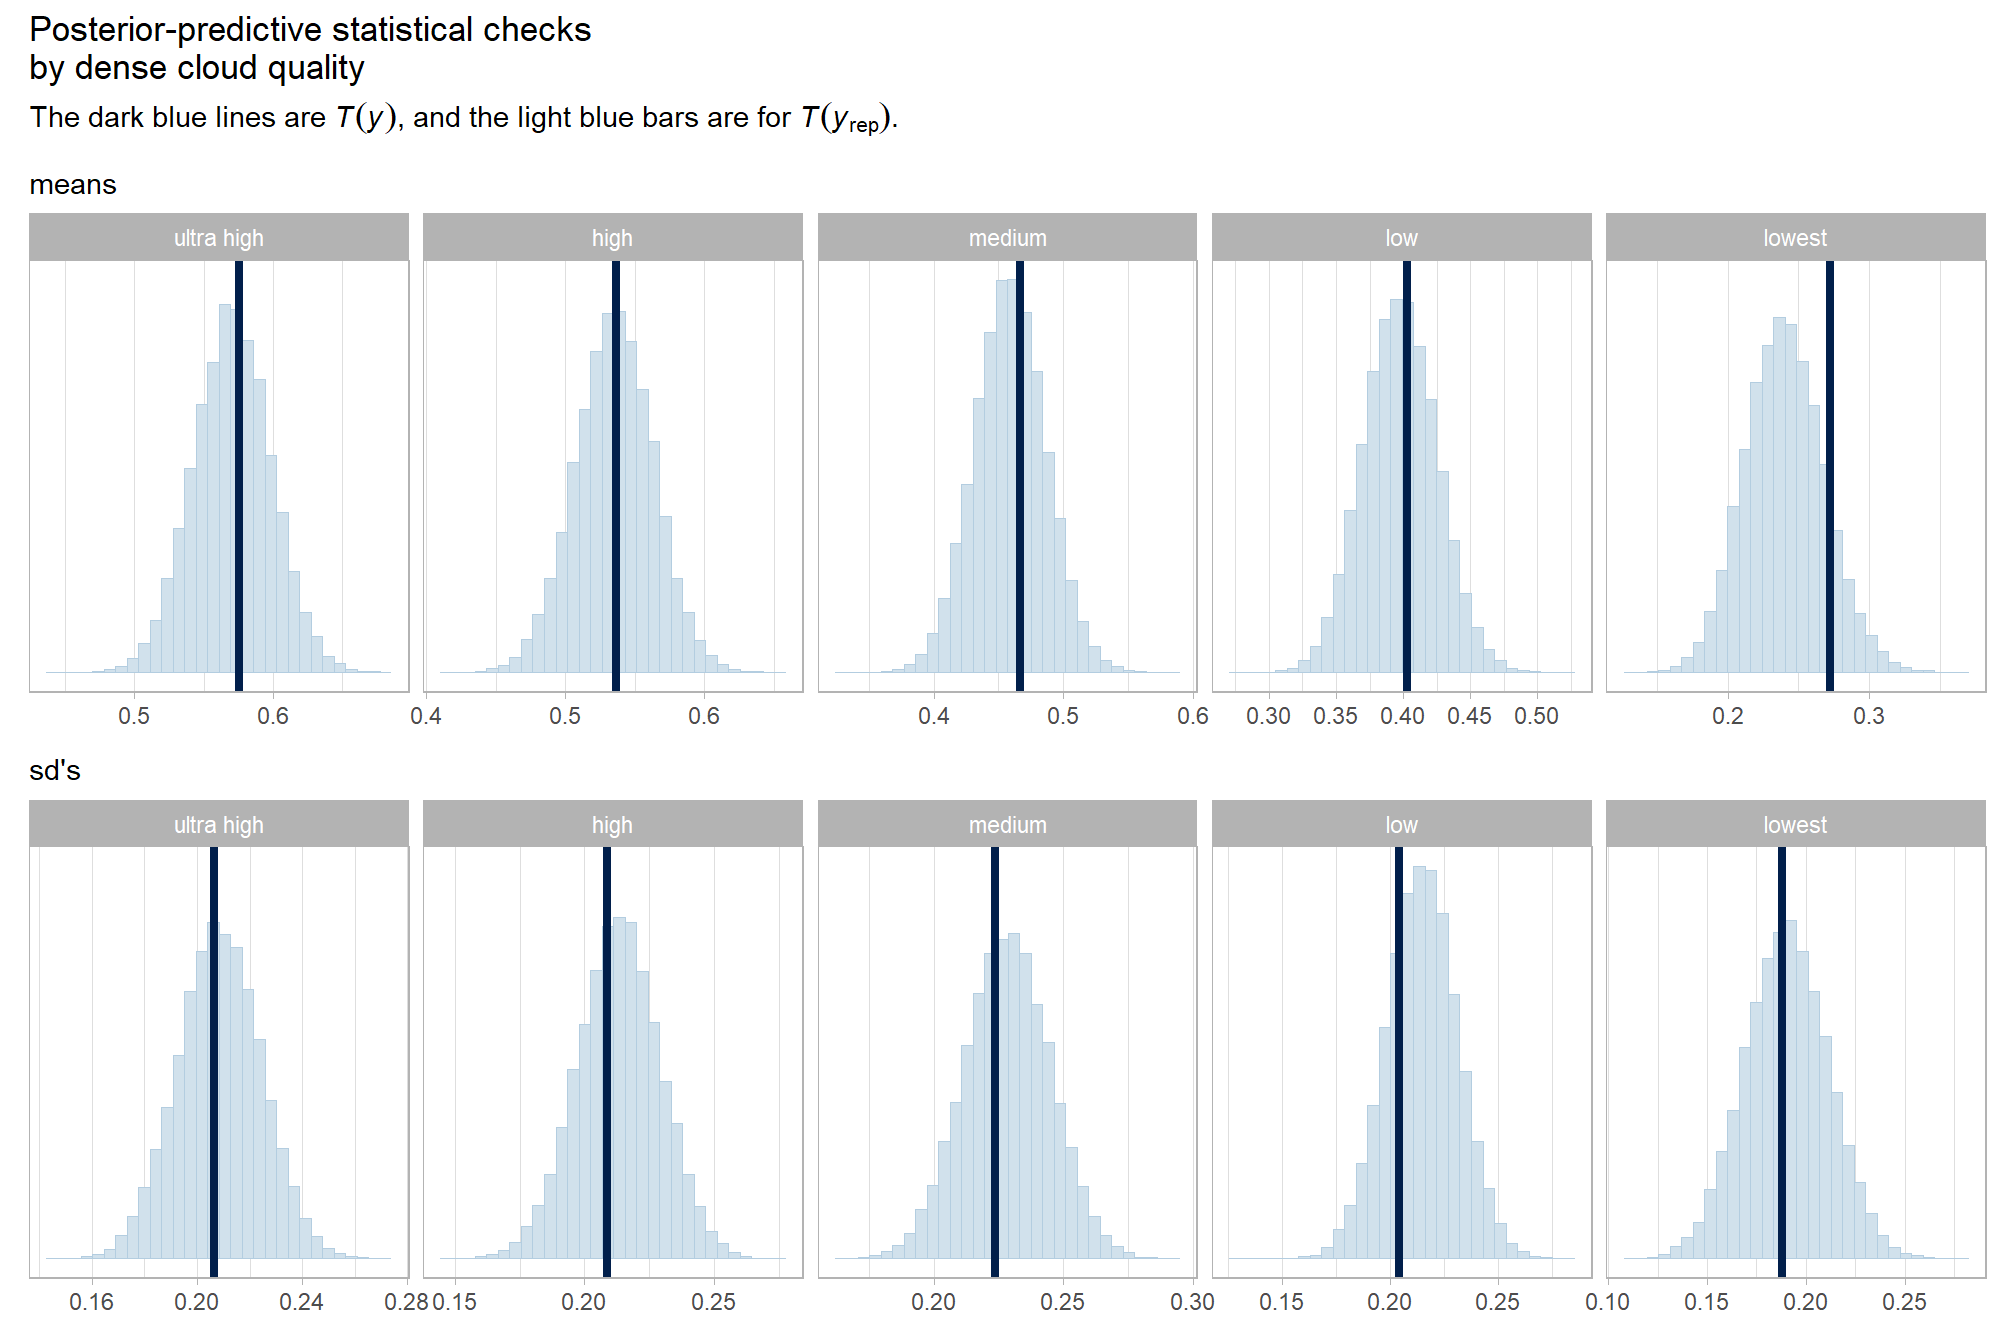 Posterior-predictive statistical checks
by dense cloud quality
The dark blue lines are T(y), and the light blue bars are for T(yrep).
means
ultra high high medium low lowest
0.5 0.6 0.4 0.5 0.6 0.4 0.5 0.6 0.30 0.35 0.40 0.45 0.50 0.2 0.3
sd's
ultra high high medium low lowest
0.16 0.20 0.24 0.28 0.15 0.20 0.25 0.20 0.25 0.30 0.15 0.20 0.25 0.10 0.15 0.20 0.25